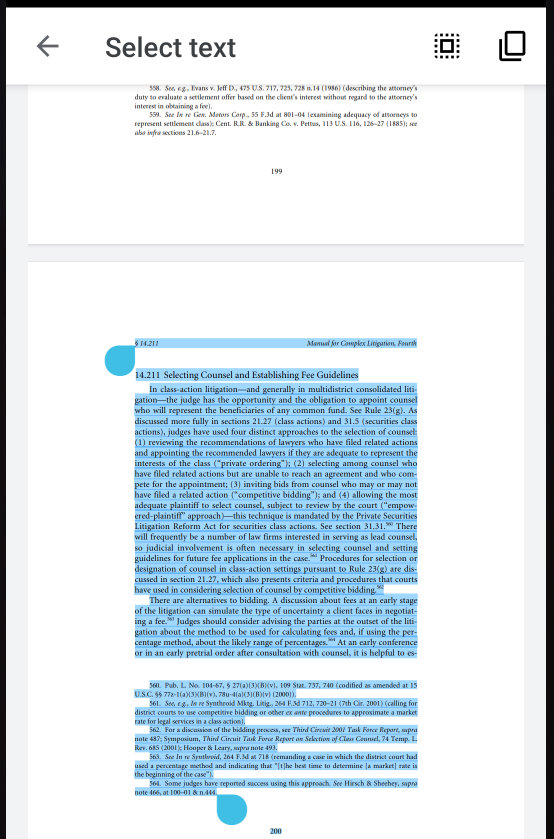 Select text
558. See, e.g., Evans v. Jeff D., 475 U.S. 717, 725, 728 n.14 (1986) (describing the attorney's
duty to evaluate a settlement offer based on the client's interest without regard to the attorney's
interest in obtaining a fee).
559. See In re Gen. Motors Corp., 55 F.3d at 801–04 (examining adequacy of attorneys to
represent settlement class); Cent. R.R. & Banking Co. v. Pettus, 113 U.S. 116, 126–27 (1885); see
also infra sections 21.6–21.7.
199
§ 14.211 Manual for Complex Litigation, Fourth
14.211 Selecting Counsel and Establishing Fee Guidelines
In class-action litigation—and generally in multidistrict consolidated liti-
gation—the judge has the opportunity and the obligation to appoint counsel
who will represent the beneficiaries of any common fund. See Rule 23(g). As
discussed more fully in sections 21.27 (class actions) and 31.5 (securities class
actions), judges have used four distinct approaches to the selection of counsel:
(1) reviewing the recommendations of lawyers who have filed related actions
and appointing the recommended lawyers if they are adequate to represent the
interests of the class ("private ordering"); (2) selecting among counsel who
have filed related actions but are unable to reach an agreement and who com-
pete for the appointment; (3) inviting bids from counsel who may or may not
have filed a related action ("competitive bidding"); and (4) allowing the most
adequate plaintiff to select counsel, subject to review by the court ("empow-
ered-plaintiff" approach)—this technique is mandated by the Private Securities
Litigation Reform Act for securities class actions. See section 31.31.560 There
will frequently be a number of law firms interested in serving as lead counsel,
so judicial involvement is often necessary in selecting counsel and setting
guidelines for future fee applications in the case.561 Procedures for selection or
designation of counsel in class-action settings pursuant to Rule 23(g) are dis-
cussed in section 21.27, which also presents criteria and procedures that courts
have used in considering selection of counsel by competitive bidding.562
There are alternatives to bidding. A discussion about fees at an early stage
of the litigation can simulate the type of uncertainty a client faces in negotiat-
ing a fee.563 Judges should consider advising the parties at the outset of the liti-
gation about the method to be used for calculating fees and, if using the per-
centage method, about the likely range of percentages.564 At an early conference
or in an early pretrial order after consultation with counsel, it is helpful to es-
560. Pub. L. No. 104-67, § 27(a)(3)(B)(v), 109 Stat. 737, 740 (codified as amended at 15
U.S.C. §§ 77z-1(a)(3)(B)(v), 78u-4(a)(3)(B)(v) (2000)).
561. See, e.g., In re Synthroid Mktg. Litig., 264 F.3d 712, 720–21 (7th Cir. 2001) (calling for
district courts to use competitive bidding or other ex ante procedures to approximate a market
rate for legal services in a class action).
562. For a discussion of the bidding process, see Third Circuit 2001 Task Force Report, supra
note 487; Symposium, Third Circuit Task Force Report on Selection of Class Counsel, 74 Temp. L.
Rev. 685 (2001); Hooper & Leary, supra note 493.
563. See In re Synthroid, 264 F.3d at 718 (remanding a case in which the district court had
used a percentage method and indicating that "[t]he best time to determine [a market] rate is
the beginning of the case").
564. Some judges have reported success using this approach. See Hirsch & Sheehey, supra
note 466, at 100–01 & n.444.
200